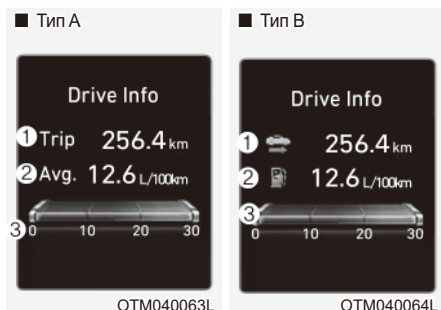 ■ Тип A
Drive Info
1 Trip 256.4 km
2 Avg. 12.6 L/100km
3
0 10 20 30
OTM040063L
■ Тип B
Drive Info
1 256.4 km
2 12.6 L/100km
3
0 10 20 30
OTM040064L